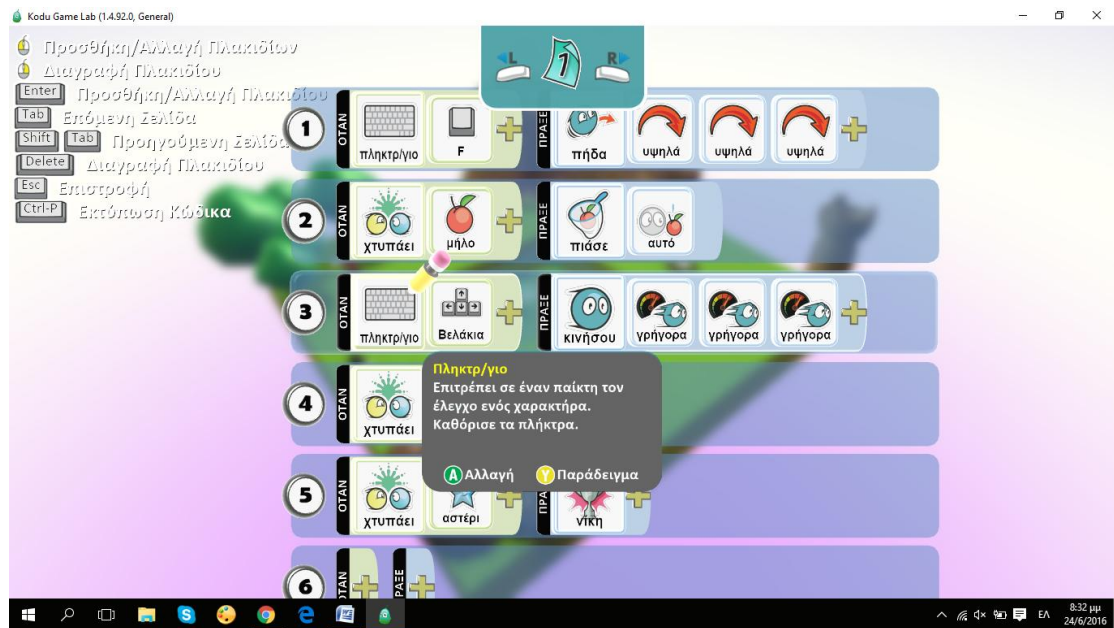 Kodu Game Lab (1.4.92.0, General)
L 1 R
Προσθήκη/Αλλαγή Πλακιδίων
Διαγραφή Πλακιδίου
Enter Προσθήκη/Αλλαγή Πλακιδίου
Tab Επόμενη Σελίδα
Shift Tab Προηγούμενη Σελίδα
Delete Διαγραφή Πλακιδίου
Esc Επιστροφή
Ctrl-P Εκτύπωση Κώδικα
1 ΟΤΑΝ πληκτρ/γιο F ΠΡΑΞΕ πήδα υψηλά υψηλά υψηλά
2 ΟΤΑΝ χτυπάει μήλο ΠΡΑΞΕ πιάσε αυτό
3 ΟΤΑΝ πληκτρ/γιο Βελάκια ΠΡΑΞΕ κινήσου γρήγορα γρήγορα γρήγορα
4 ΟΤΑΝ χτυπάει
Πληκτρ/γιο
Επιτρέπει σε έναν παίκτη τον
έλεγχο ενός χαρακτήρα.
Καθόρισε τα πλήκτρα.
A Αλλαγή Y Παράδειγμα
5 ΟΤΑΝ χτυπάει αστέρι ΠΡΑΞΕ νίκη
6 ΟΤΑΝ ΠΡΑΞΕ
ΕΛ 8:32 μμ
24/6/2016